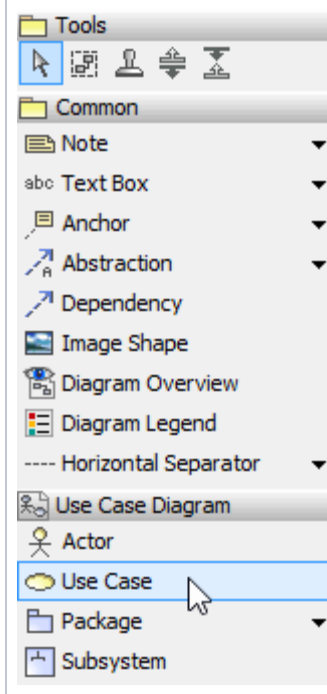 Tools
Common
Note
abc Text Box
Anchor
A Abstraction
Dependency
Image Shape
Diagram Overview
Diagram Legend
---- Horizontal Separator
Use Case Diagram
Actor
Use Case
Package
Subsystem